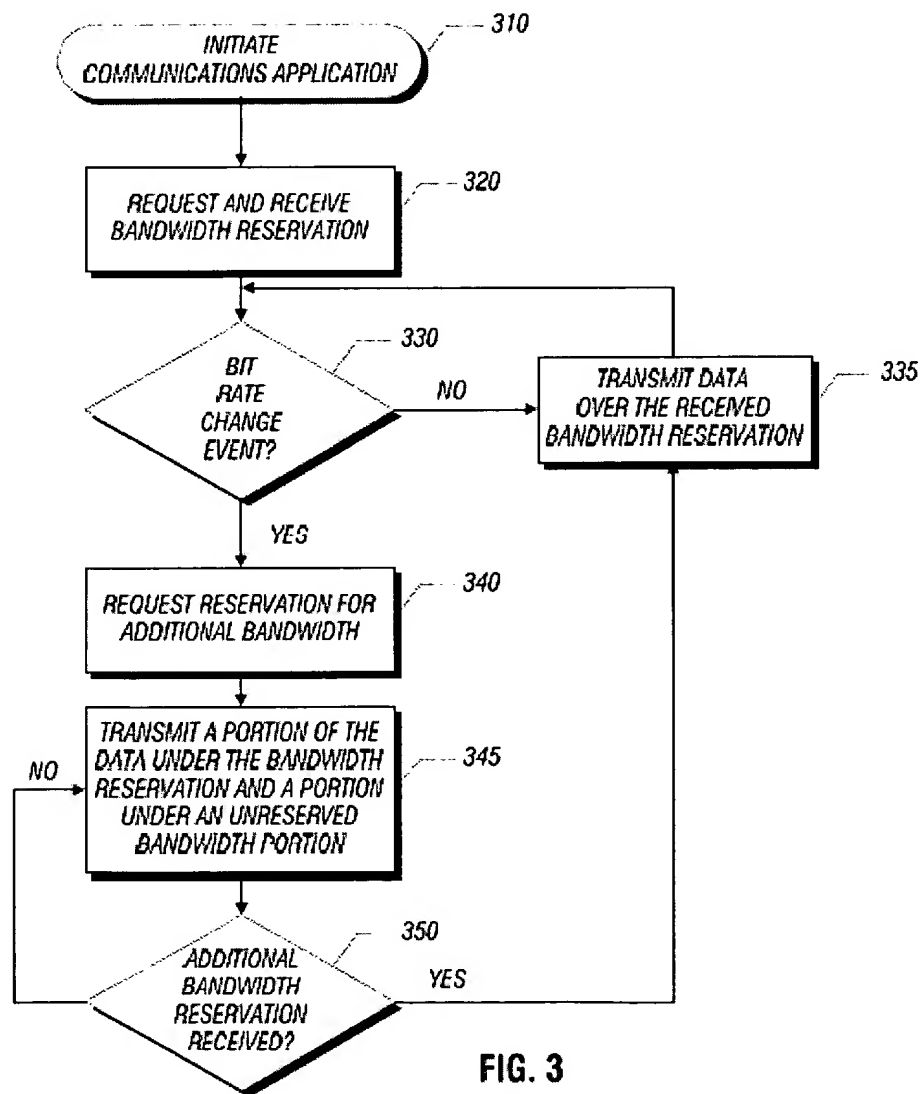 310
INITIATE
COMMUNICATIONS APPLICATION
320
REQUEST AND RECEIVE
BANDWIDTH RESERVATION
330
BIT
RATE
CHANGE
EVENT?
NO
335
TRANSMIT DATA
OVER THE RECEIVED
BANDWIDTH RESERVATION
YES
340
REQUEST RESERVATION FOR
ADDITIONAL BANDWIDTH
345
TRANSMIT A PORTION OF THE
DATA UNDER THE BANDWIDTH
RESERVATION AND A PORTION
UNDER AN UNRESERVED
BANDWIDTH PORTION
NO
350
ADDITIONAL
BANDWIDTH
RESERVATION
RECEIVED?
YES
FIG. 3